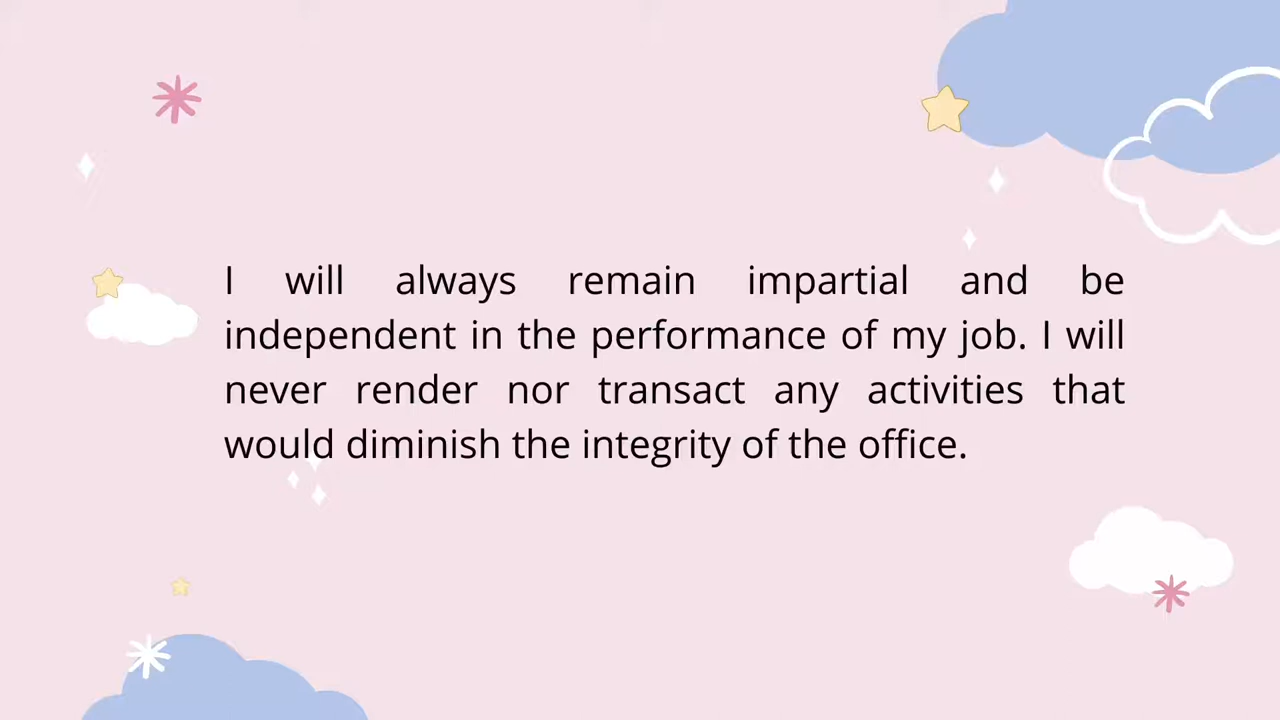 I will always remain impartial and be
independent in the performance of my job. I will
never render nor transact any activities that
would diminish the integrity of the office.